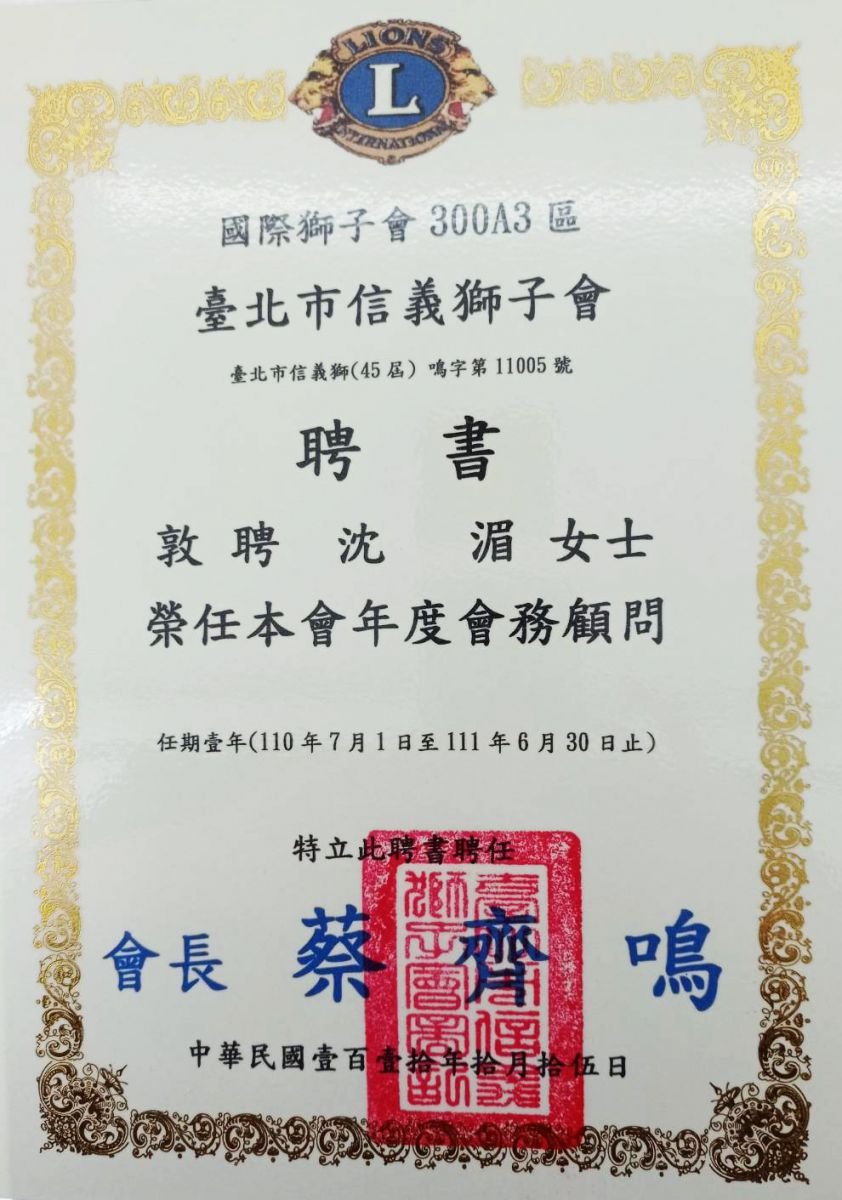 LIONS
L
INTERNATIONAL
國際獅子會 300A3 區
臺北市信義獅子會
臺北市信義獅(45 屆) 鳴字第 11005 號
聘 書
敦 聘 沈 湄 女士
榮任本會年度會務顧問
任期壹年(110 年 7 月 1 日至 111 年 6 月 30 日止)
特立此聘書聘任
會長 蔡 齊 鳴
中華民國壹百壹拾年拾月拾伍日